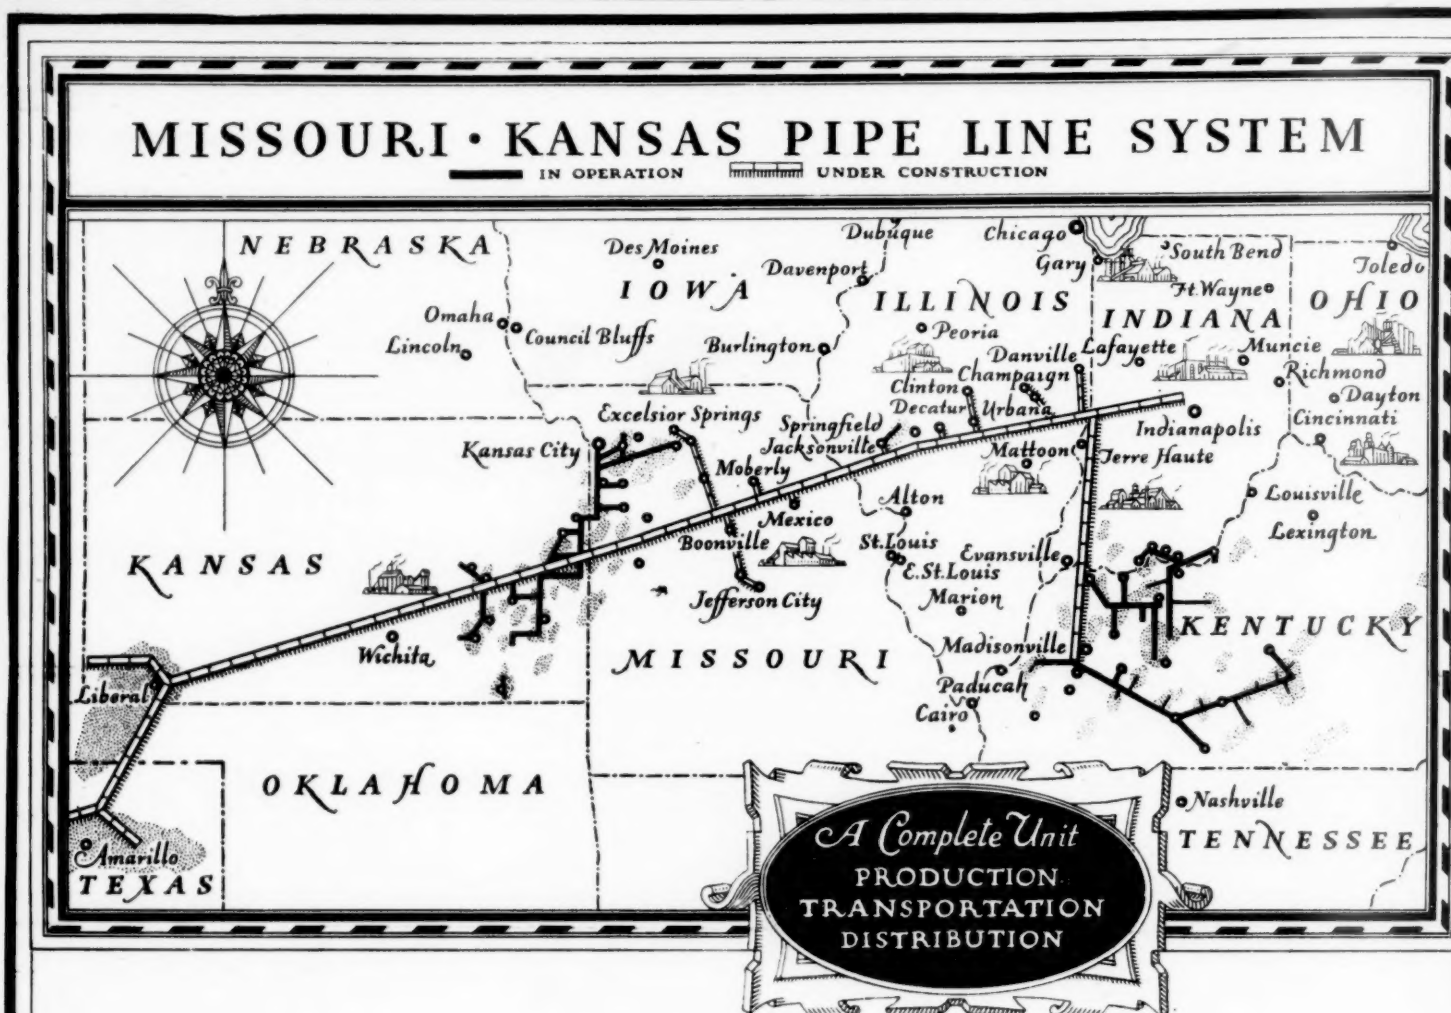 MISSOURI · KANSAS PIPE LINE SYSTEM
IN OPERATION UNDER CONSTRUCTION
NEBRASKA
Des Moines
IOWA
Omaha
Lincoln
Council Bluffs
Davenport
Dubuque
Burlington
Chicago
Gary
South Bend
Toledo
Ft. Wayne
ILLINOIS
INDIANA
OHIO
Peoria
Danville
Lafayette
Muncie
Champaign
Richmond
Clinton
Dayton
Decatur
Urbana
Cincinnati
Excelsior Springs
Springfield
Indianapolis
Kansas City
Jacksonville
Mattoon
Terre Haute
Moberly
Alton
Louisville
Mexico
Lexington
Boonville
St. Louis
Evansville
KANSAS
E. St. Louis
Jefferson City
Marion
KENTUCKY
Wichita
MISSOURI
Madisonville
Liberal
Paducah
Cairo
OKLAHOMA
Nashville
TENNESSEE
Amarillo
TEXAS
A Complete Unit
PRODUCTION
TRANSPORTATION
DISTRIBUTION